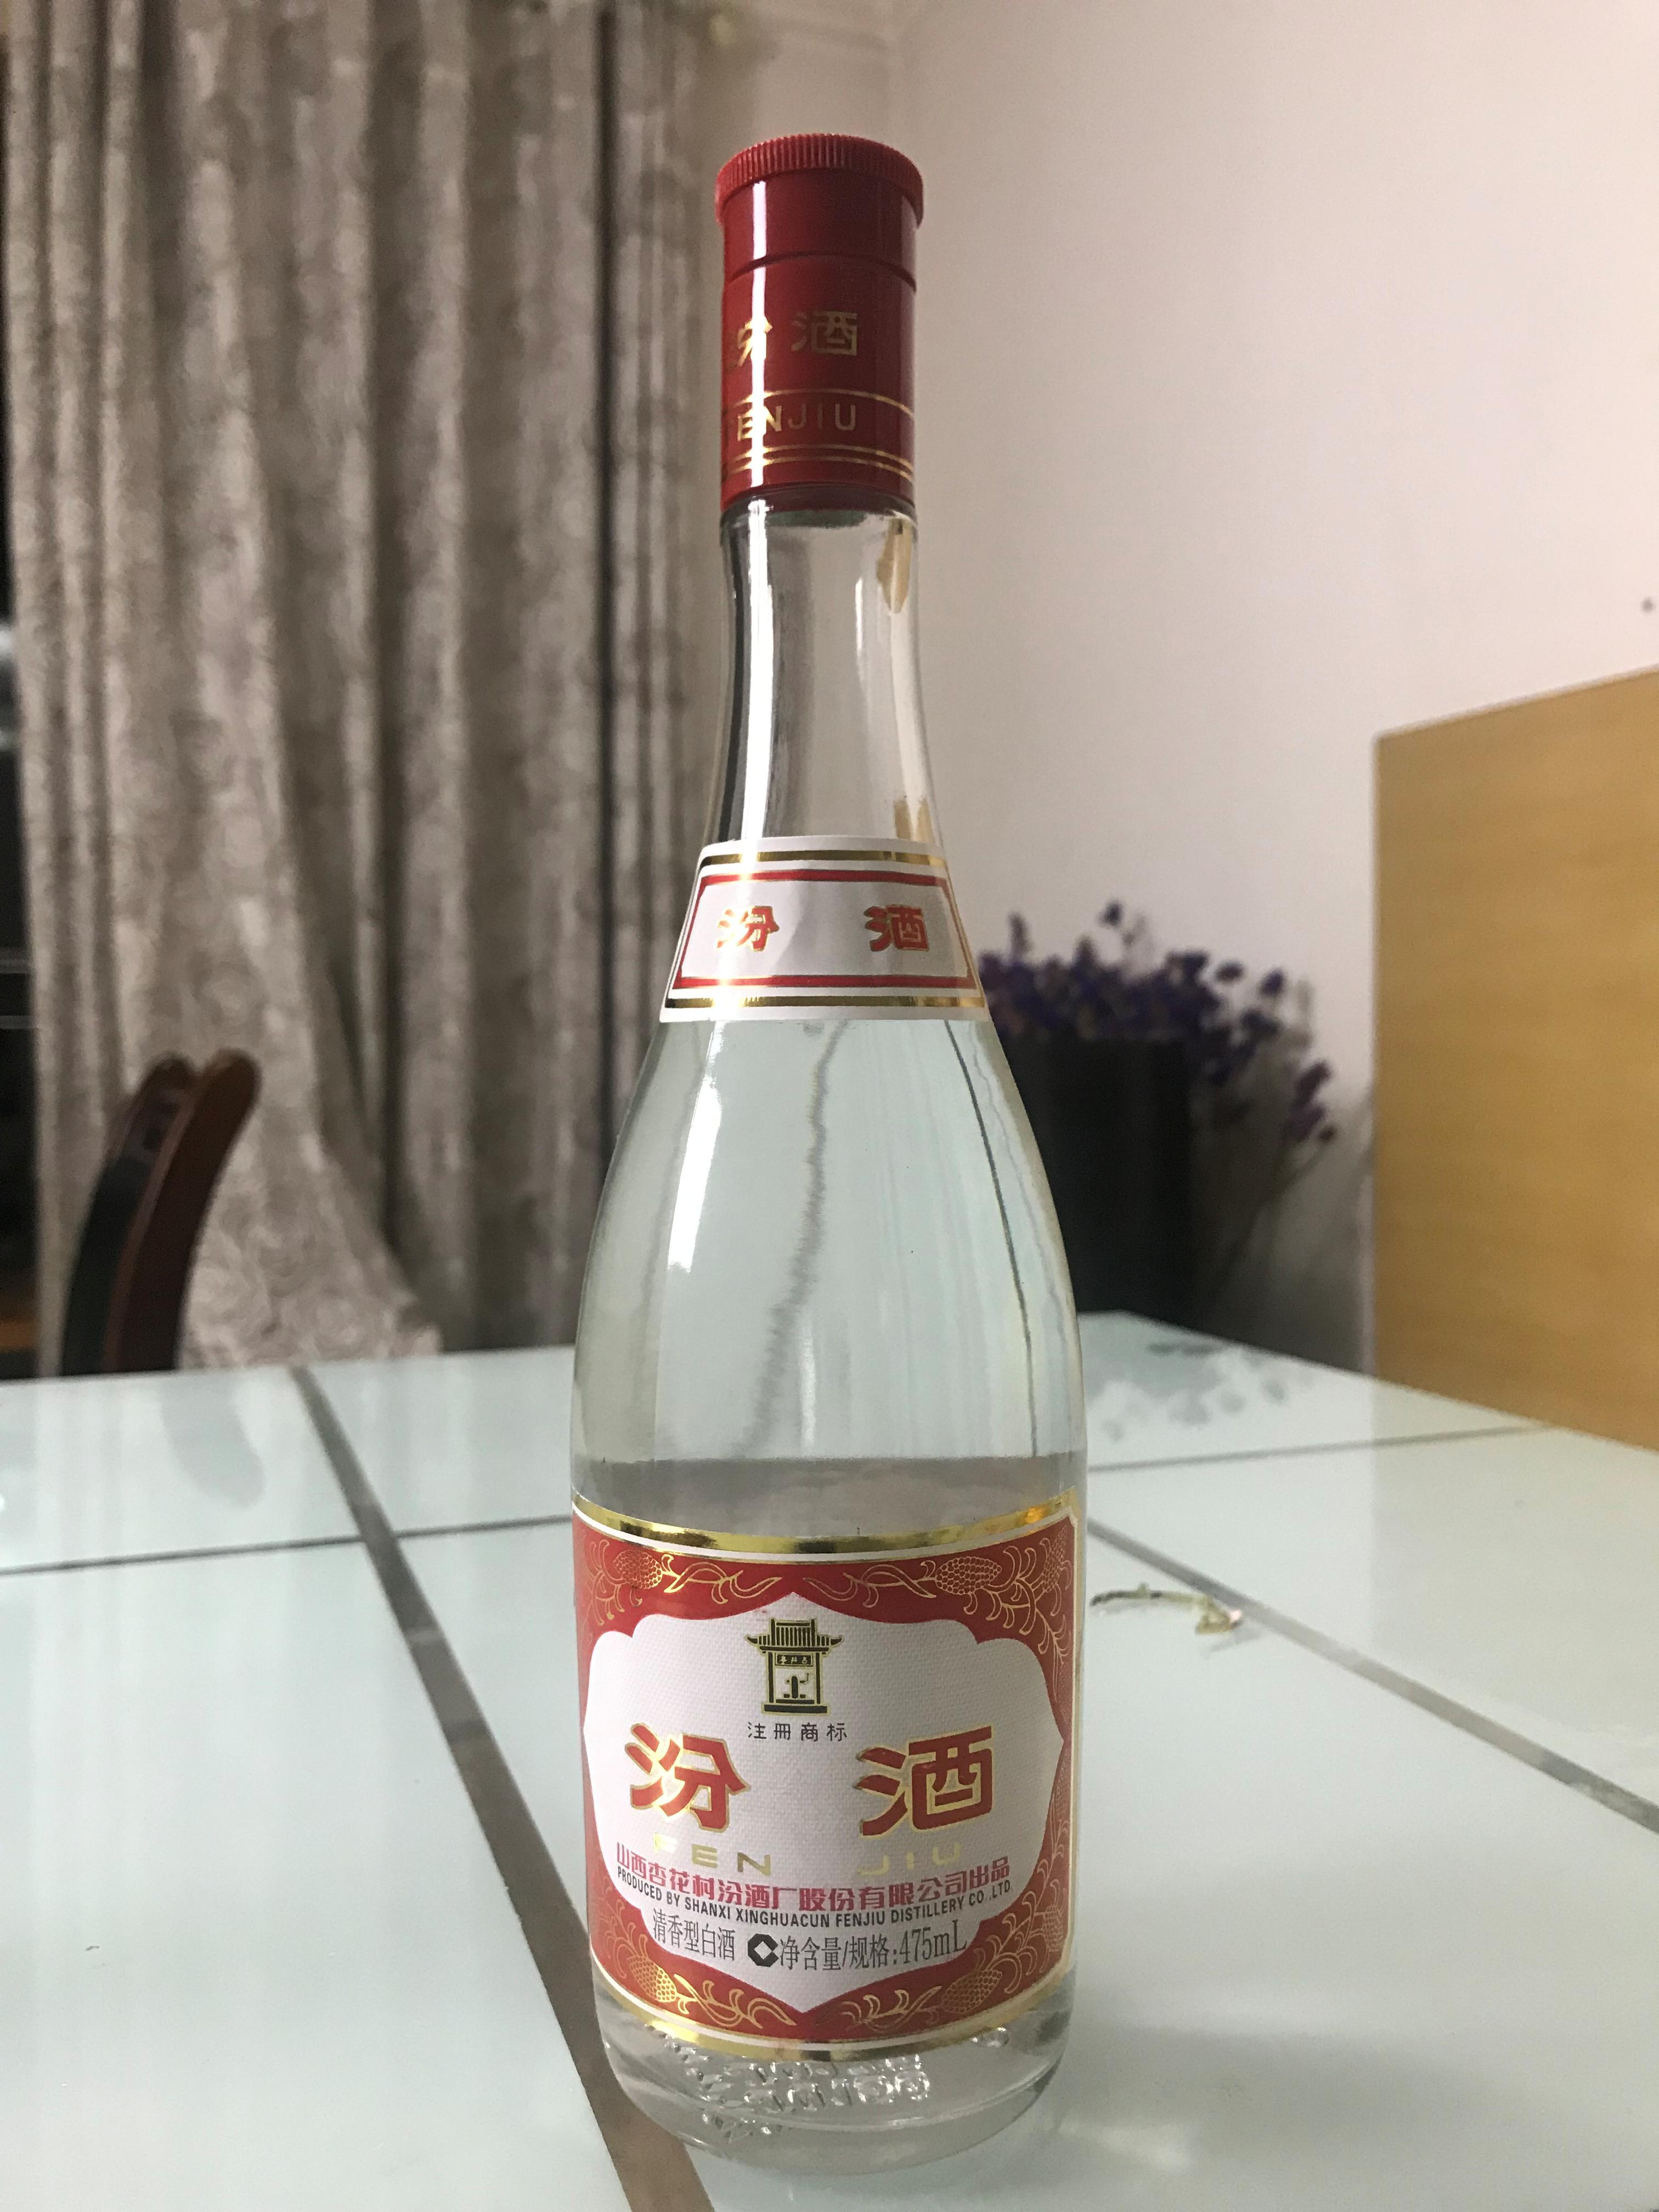 汾酒
ENJIU
汾 酒
注册商标
汾 酒
FEN JIU
山西杏花村汾酒厂股份有限公司出品
PRODUCED BY SHANXI XINGHUACUN FENJIU DISTILLERY CO.,LTD.
清香型白酒 净含量/规格:475mL